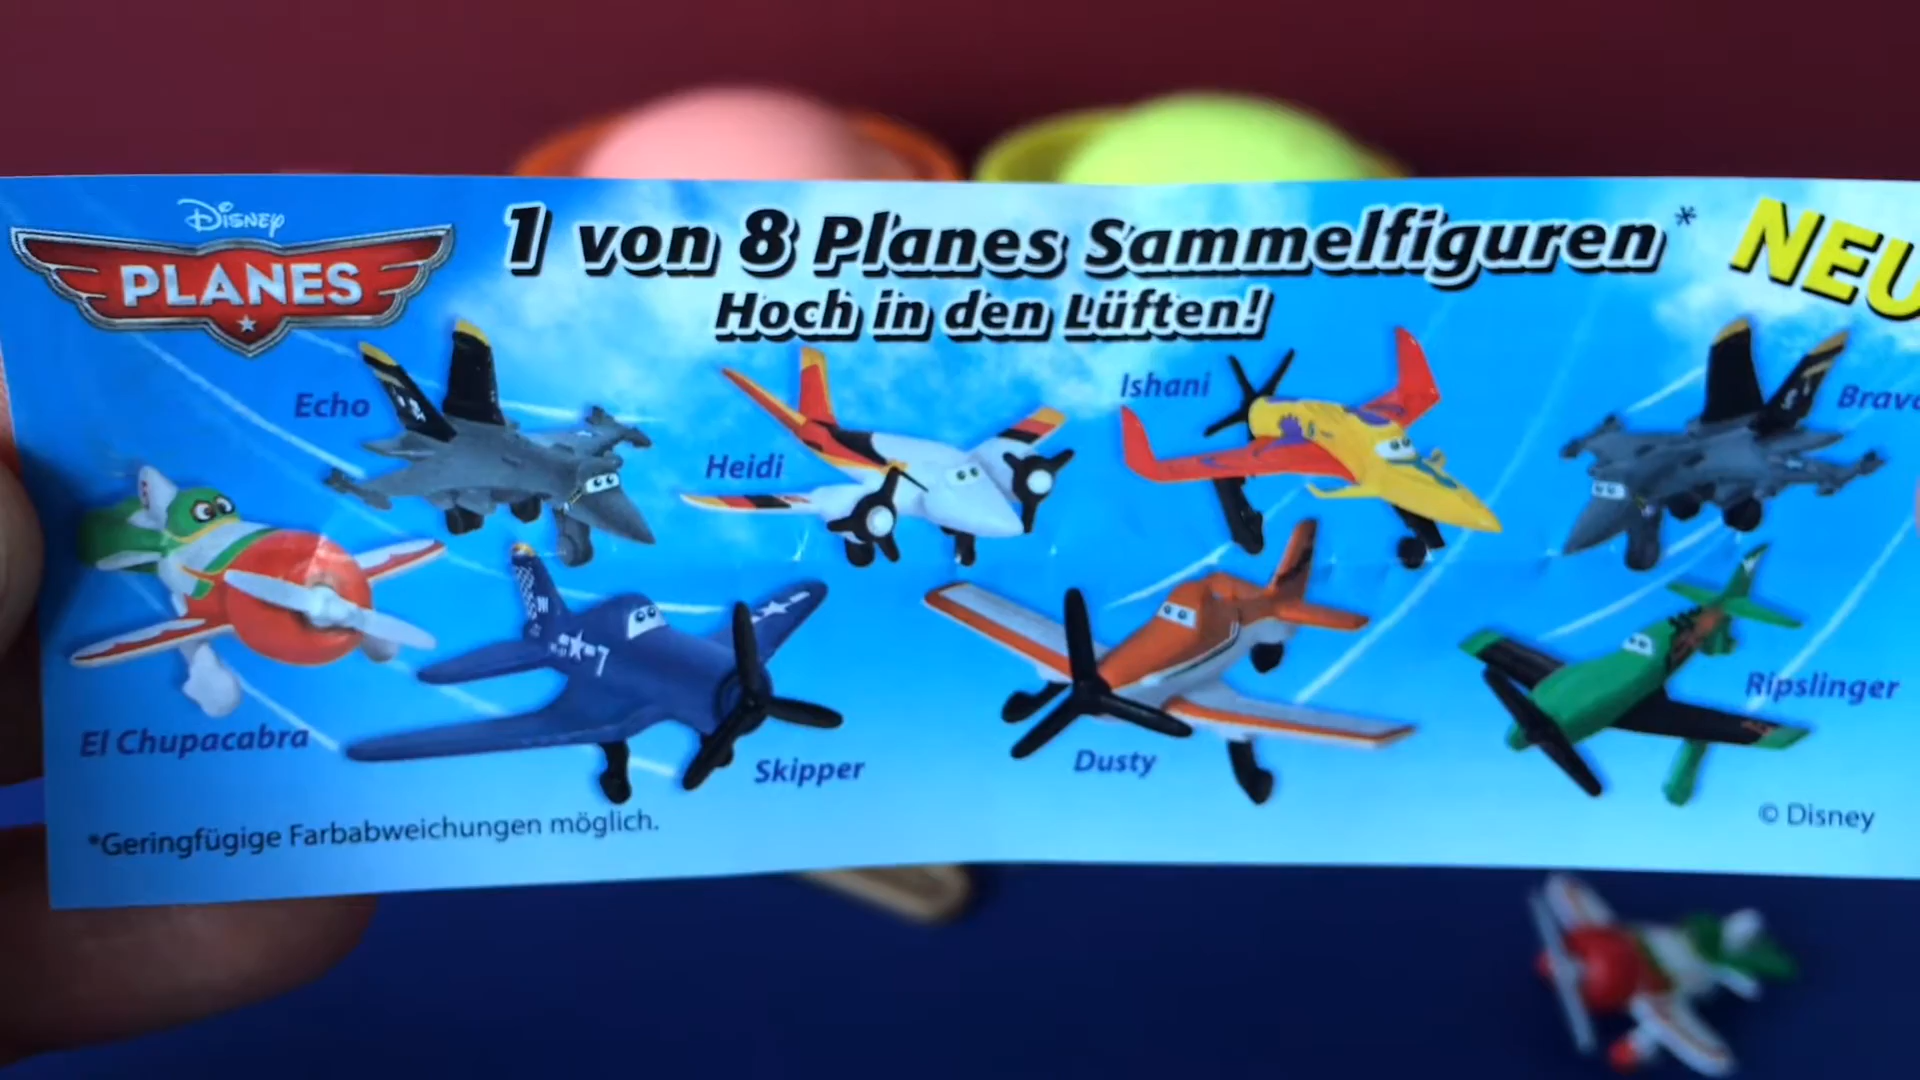 DISNEY
PLANES
1 von 8 Planes Sammelfiguren*
Hoch in den Lüften!
NEU
Echo
Heidi
Ishani
El Chupacabra
Skipper
Dusty
Ripslinger
*Geringfügige Farbabweichungen möglich.
© Disney